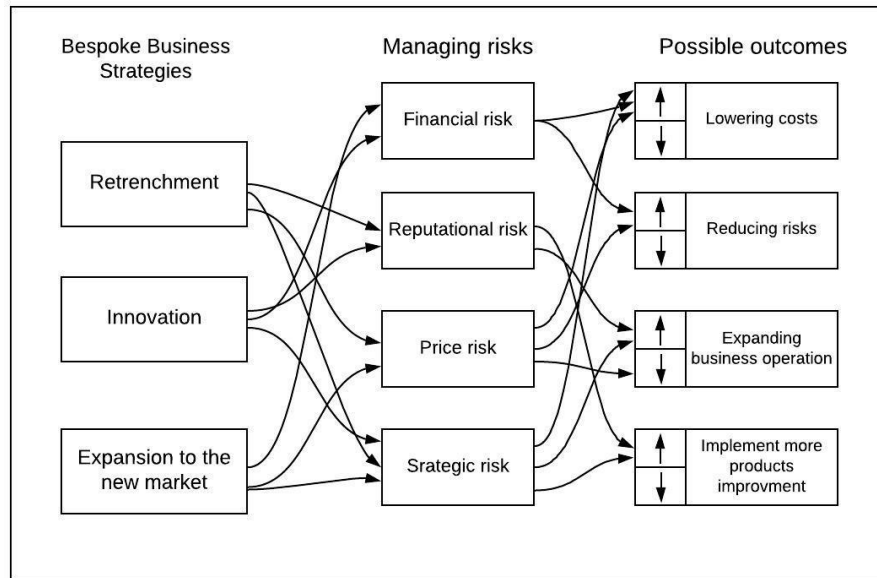 Bespoke Business
Strategies
Managing risks
Possible outcomes
Retrenchment
Innovation
Expansion to the
new market
Financial risk
Reputational risk
Price risk
Srategic risk
Lowering costs
Reducing risks
Expanding
business operation
Implement more
products
improvment